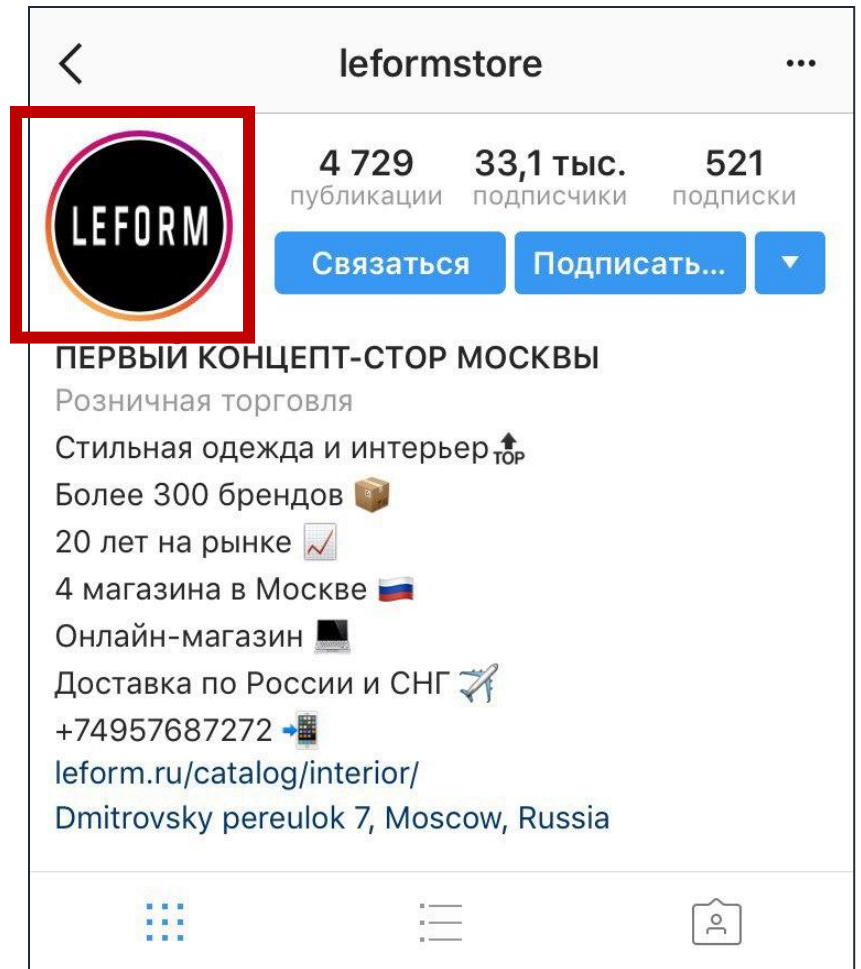 leformstore
LEFORM
4 729 33,1 тыс. 521
публикации подписчики подписки
Связаться Подписать...
ПЕРВЫЙ КОНЦЕПТ-СТОР МОСКВЫ
Розничная торговля
Стильная одежда и интерьер TOP
Более 300 брендов
20 лет на рынке
4 магазина в Москве
Онлайн-магазин
Доставка по России и СНГ
+74957687272
leform.ru/catalog/interior/
Dmitrovsky pereulok 7, Moscow, Russia